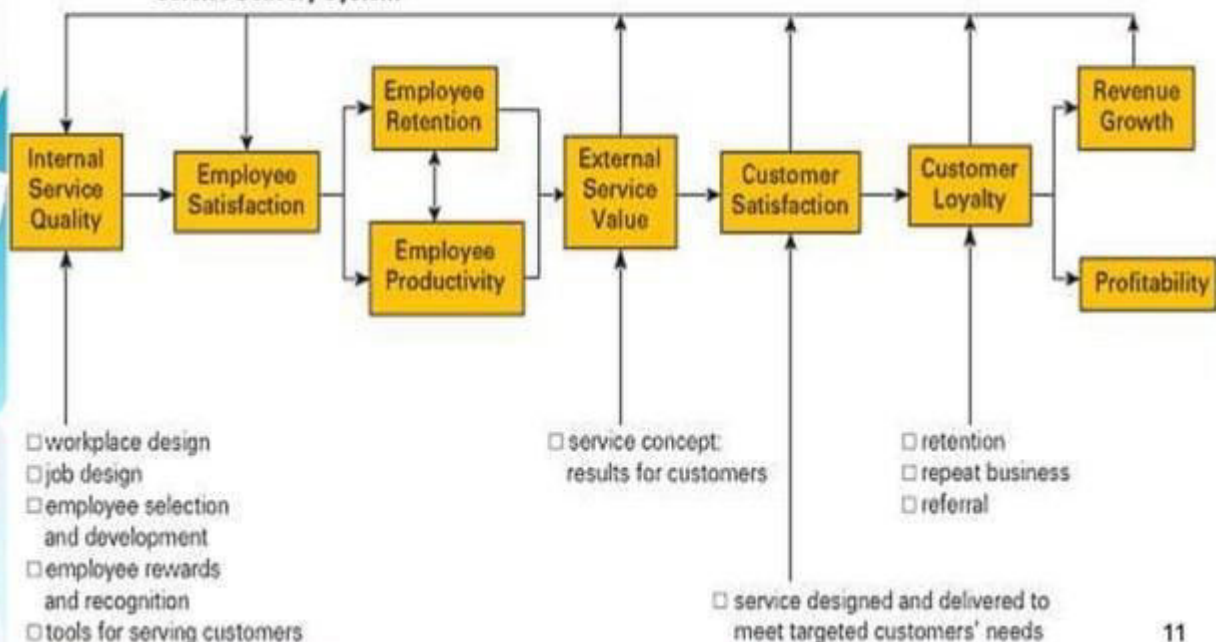 Employee
Retention
Revenue
Growth
Internal
Service
Quality
Employee
Satisfaction
External
Service
Value
Customer
Satisfaction
Customer
Loyalty
Employee
Productivity
Profitability
□ workplace design
□ job design
□ employee selection
and development
□ employee rewards
and recognition
□ tools for serving customers
□ service concept:
results for customers
□ retention
□ repeat business
□ referral
□ service designed and delivered to
meet targeted customers' needs
11